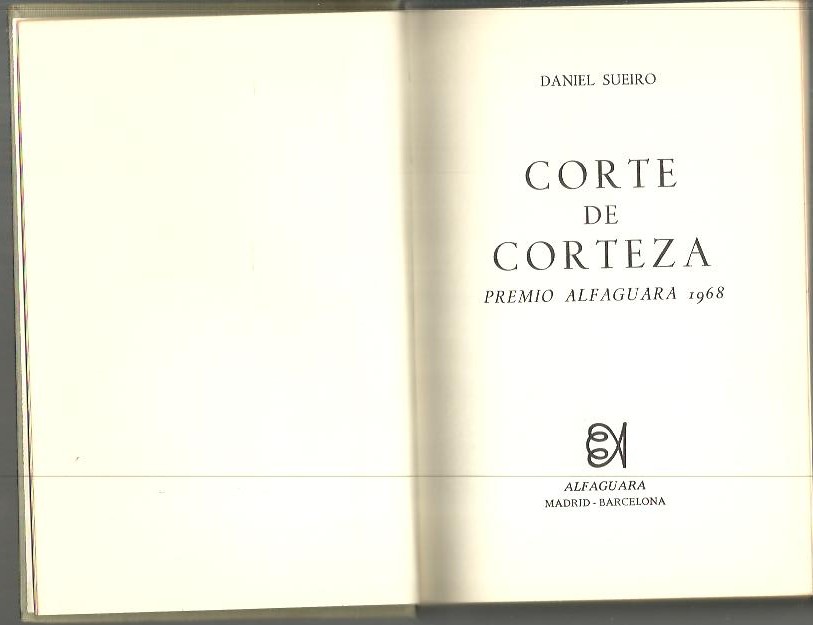 DANIEL SUEIRO
CORTE
DE
CORTEZA
PREMIO ALFAGUARA 1968
ALFAGUARA
MADRID - BARCELONA